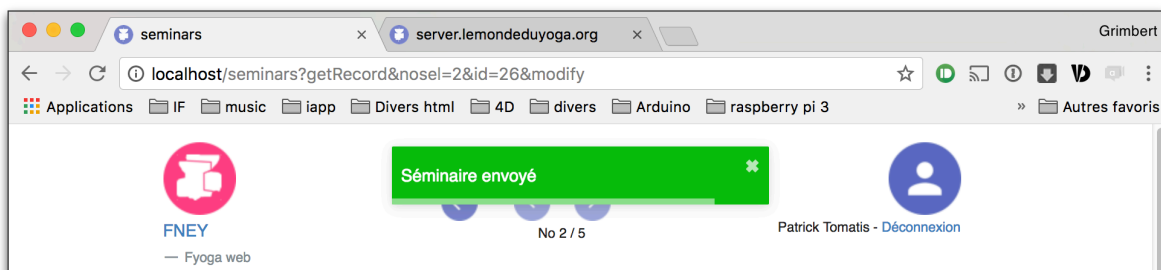 seminars × server.lemondeduyoga.org × Grimbert
localhost/seminars?getRecord&nosel=2&id=26&modify
Applications IF music iapp Divers html 4D divers Arduino raspberry pi 3 » Autres favoris
Séminaire envoyé
FNEY No 2 / 5 Patrick Tomatis - Déconnexion
— Fyoga web